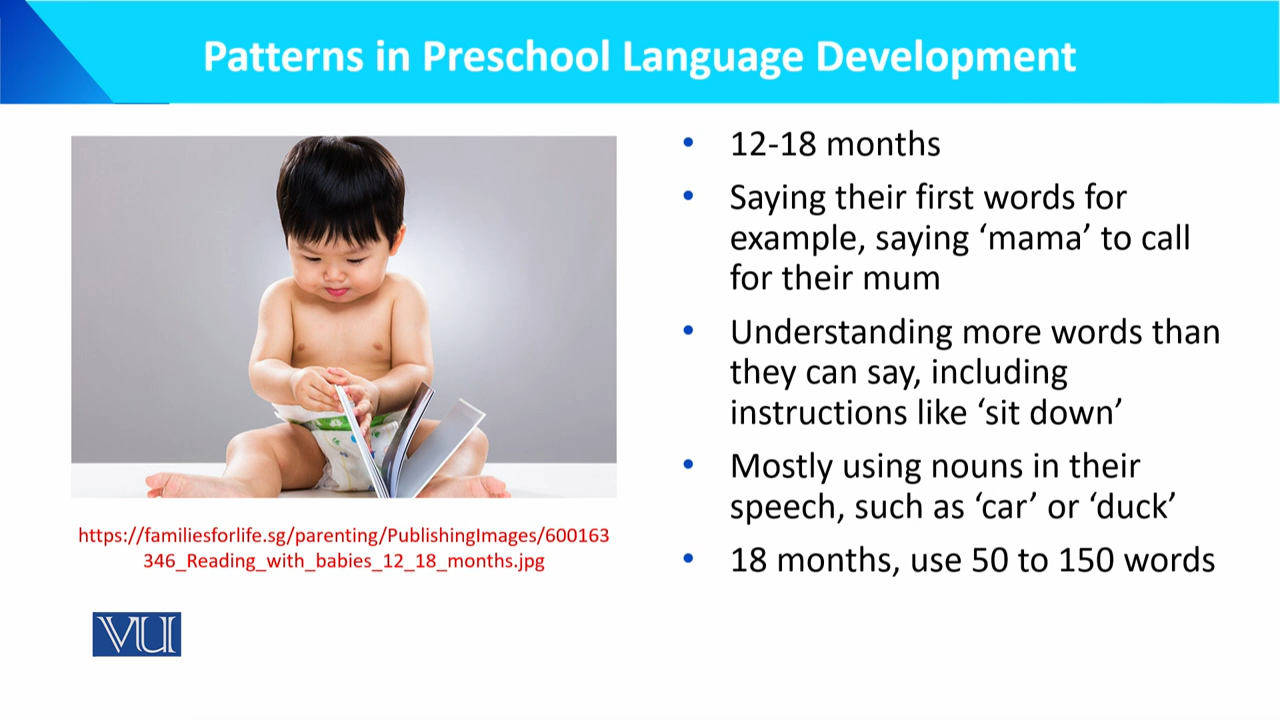 Patterns in Preschool Language Development
• 12-18 months
• Saying their first words for
example, saying ‘mama’ to call
for their mum
• Understanding more words than
they can say, including
instructions like ‘sit down’
• Mostly using nouns in their
speech, such as ‘car’ or ‘duck’
• 18 months, use 50 to 150 words
https://familiesforlife.sg/parenting/PublishingImages/600163
346_Reading_with_babies_12_18_months.jpg
VU